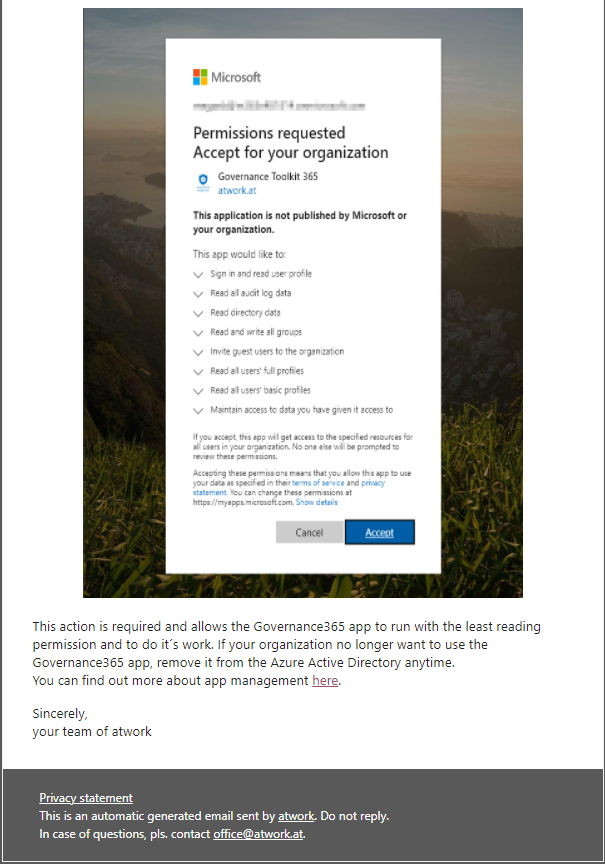 Microsoft
Permissions requested
Accept for your organization
Governance Toolkit 365
atwork.at
This application is not published by Microsoft or
your organization.
This app would like to:
Sign in and read user profile
Read all audit log data
Read directory data
Read and write all groups
Invite guest users to the organization
Read all users' full profiles
Read all users' basic profiles
Maintain access to data you have given it access to
If you accept, this app will get access to the specified resources for
all users in your organization. No one else will be prompted to
review these permissions.
Accepting these permissions means that you allow this app to use
your data as specified in their terms of service and privacy
statement. You can change these permissions at
https://myapps.microsoft.com. Show details
Cancel Accept
This action is required and allows the Governance365 app to run with the least reading
permission and to do it´s work. If your organization no longer want to use the
Governance365 app, remove it from the Azure Active Directory anytime.
You can find out more about app management here.
Sincerely,
your team of atwork
Privacy statement
This is an automatic generated email sent by atwork. Do not reply.
In case of questions, pls. contact office@atwork.at.